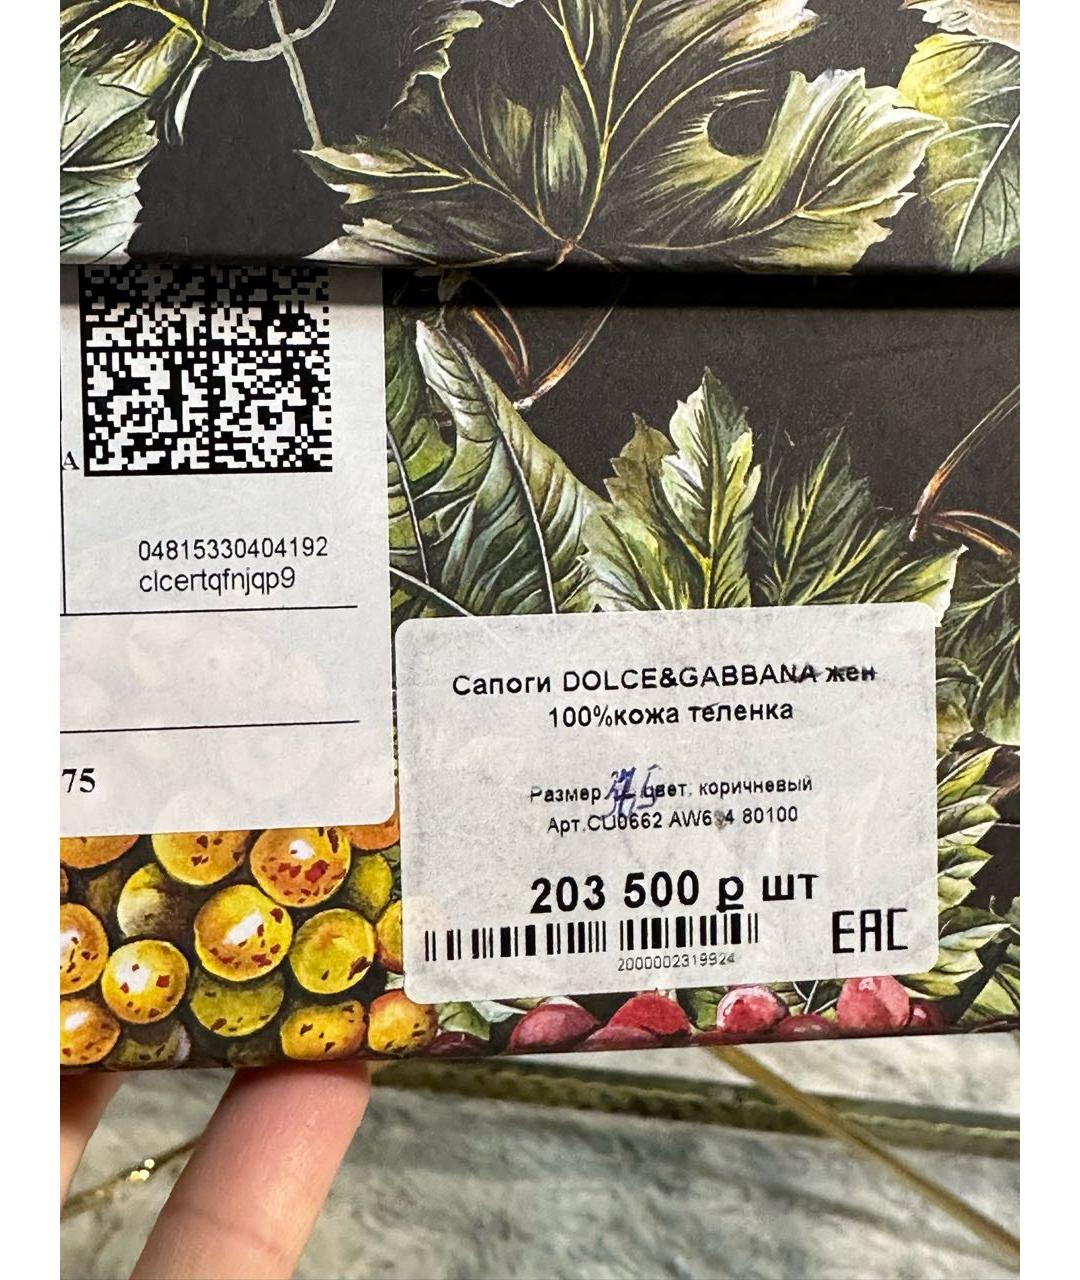 А
04815330404192
clcertqfnjqp9
75
Сапоги DOLCE&GABBANA жен
100%кожа теленка
Размер цвет: коричневый
Арт.CU0662 80100
203 500 р шт
EAC
2000002319924